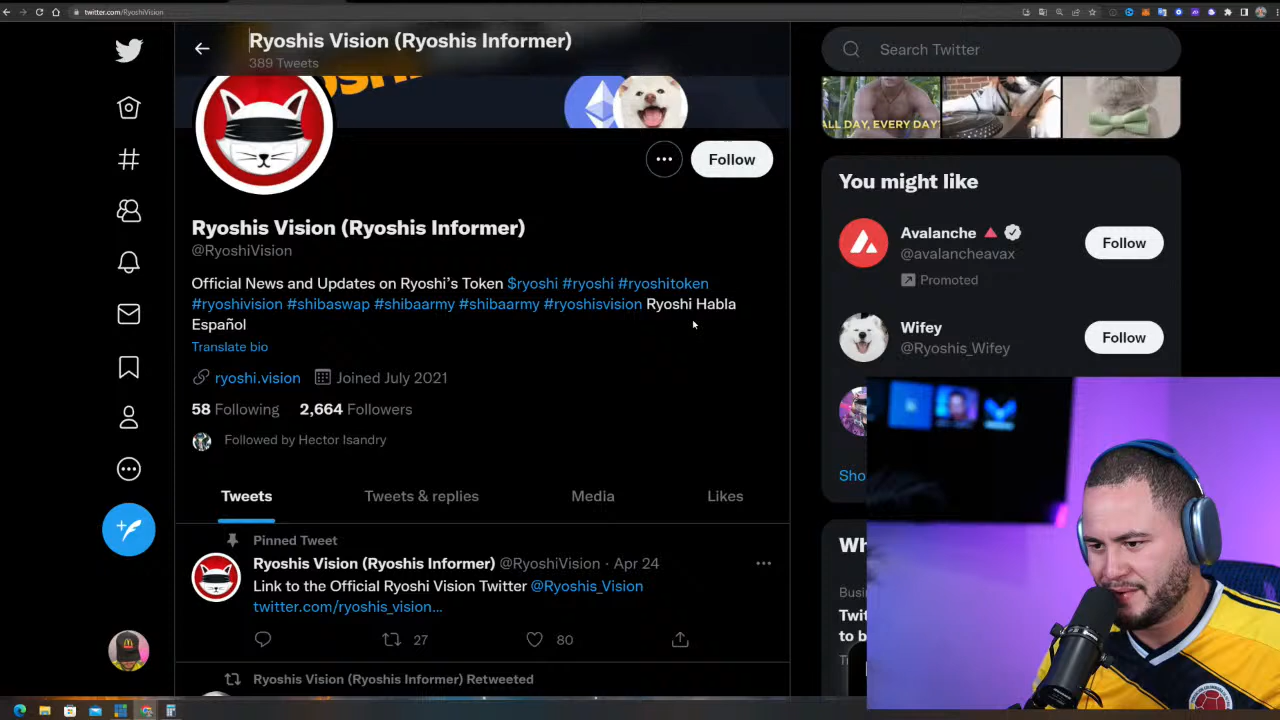 twitter.com/RyoshiVision
Ryoshis Vision (Ryoshis Informer)
389 Tweets
Search Twitter
ALL DAY, EVERY DAY
Follow
You might like
Ryoshis Vision (Ryoshis Informer)
@RyoshiVision
Avalanche
@avalancheavax
Follow
Promoted
Official News and Updates on Ryoshi's Token $ryoshi #ryoshi #ryoshitoken
#ryoshivision #shibaswap #shibaarmy #shibaarmy #ryoshisvision Ryoshi Habla
Español
Translate bio
Wifey
@Ryoshis_Wifey
Follow
ryoshi.vision Joined July 2021
58 Following 2,664 Followers
Followed by Hector Isandry
Sho
Tweets Tweets & replies Media Likes
Pinned Tweet
Ryoshis Vision (Ryoshis Informer) @RyoshiVision · Apr 24
Link to the Official Ryoshi Vision Twitter @Ryoshis_Vision
twitter.com/ryoshis_vision...
27 80
Wh
Busi
Twit
to b
Ryoshis Vision (Ryoshis Informer) Retweeted